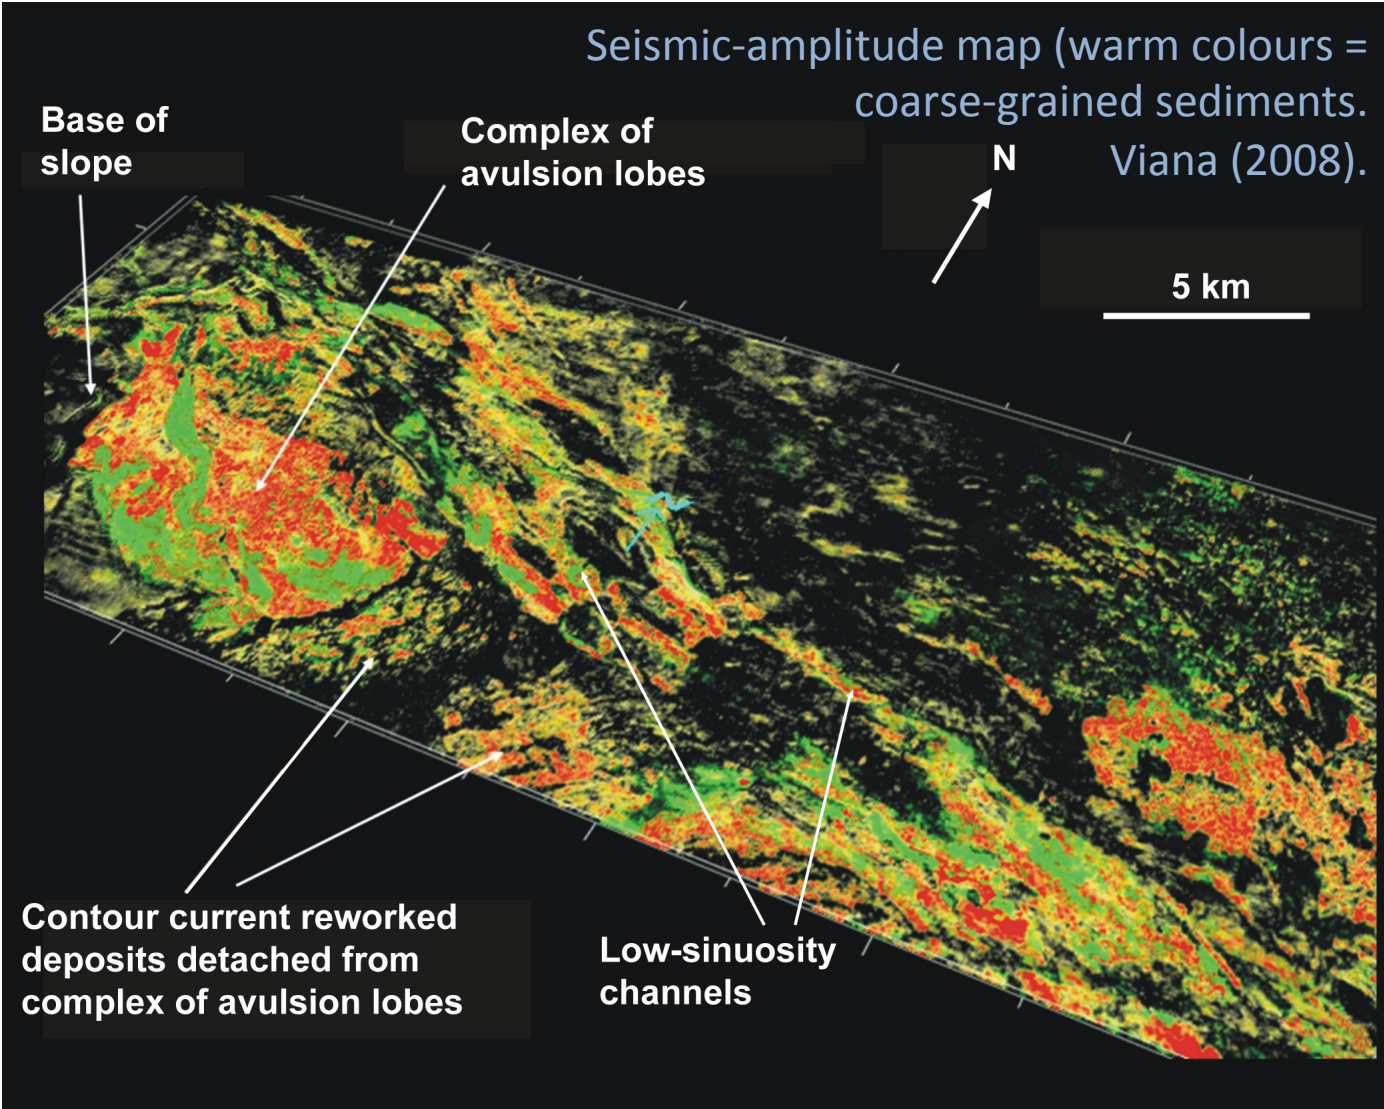 Seismic-amplitude map (warm colours =
coarse-grained sediments.
Viana (2008).
Base of
slope
Complex of
avulsion lobes
N
5 km
Contour current reworked
deposits detached from
complex of avulsion lobes
Low-sinuosity
channels